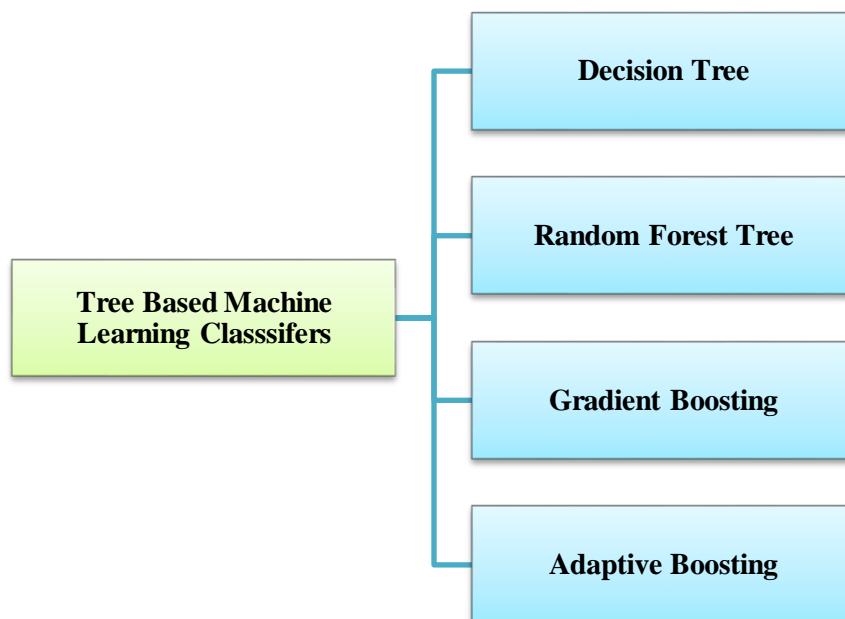 Decision Tree
Random Forest Tree
Tree Based Machine
Learning Classsifers
Gradient Boosting
Adaptive Boosting